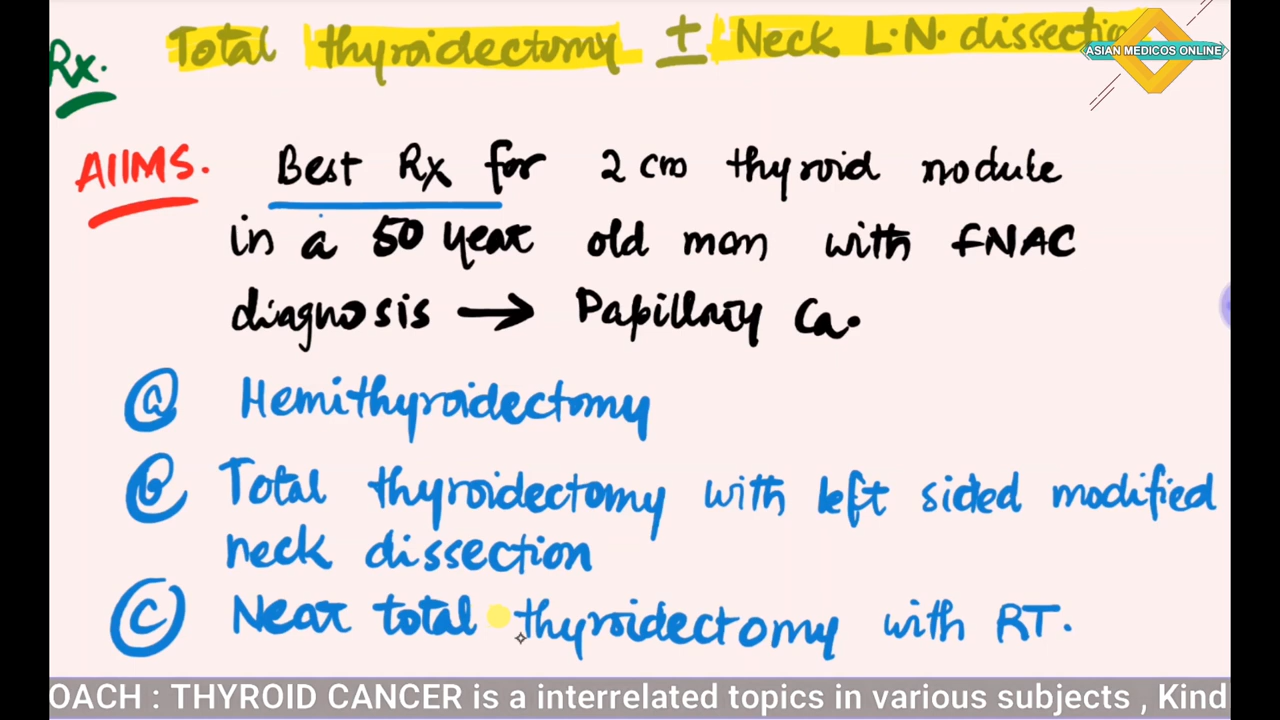 Total thyroidectomy ± Neck L.N. dissection
ASIAN MEDICOS ONLINE
Rx.
AIIMS. Best Rx for 2 cm thyroid nodule
in a 50 year old man with FNAC
diagnosis → Papillary Ca.
(a) Hemithyroidectomy
(b) Total thyroidectomy with left sided modified
neck dissection
(c) Near total thyroidectomy with RT.
OACH : THYROID CANCER is a interrelated topics in various subjects , Kind